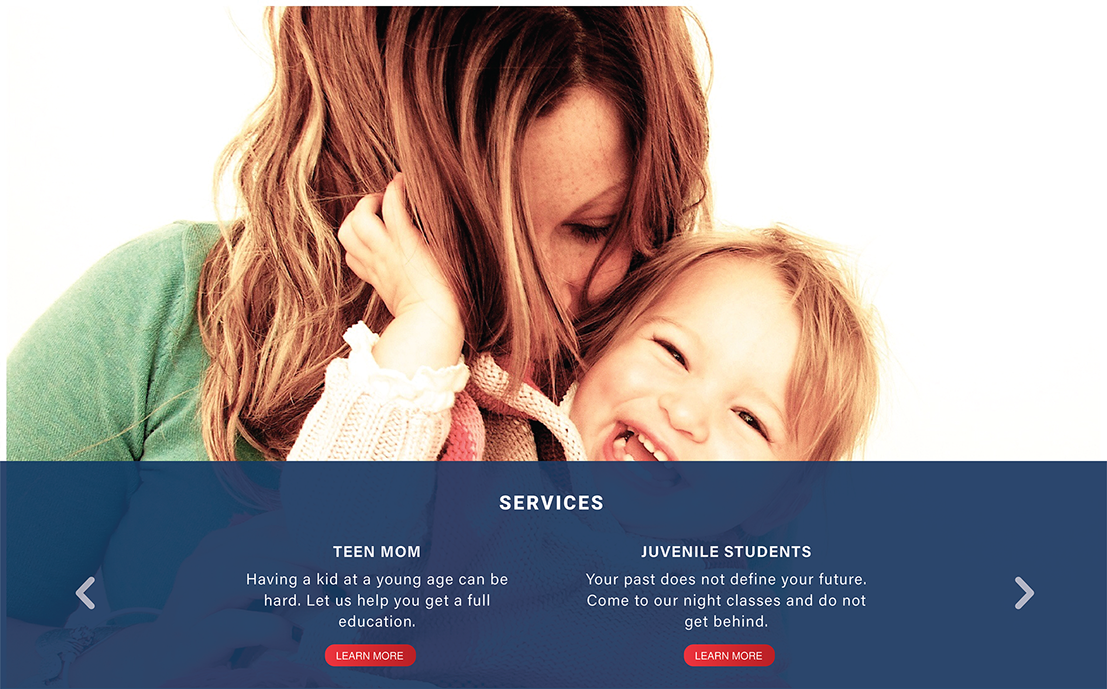 SERVICES
TEEN MOM
Having a kid at a young age can be
hard. Let us help you get a full
education.
LEARN MORE
JUVENILE STUDENTS
Your past does not define your future.
Come to our night classes and do not
get behind.
LEARN MORE